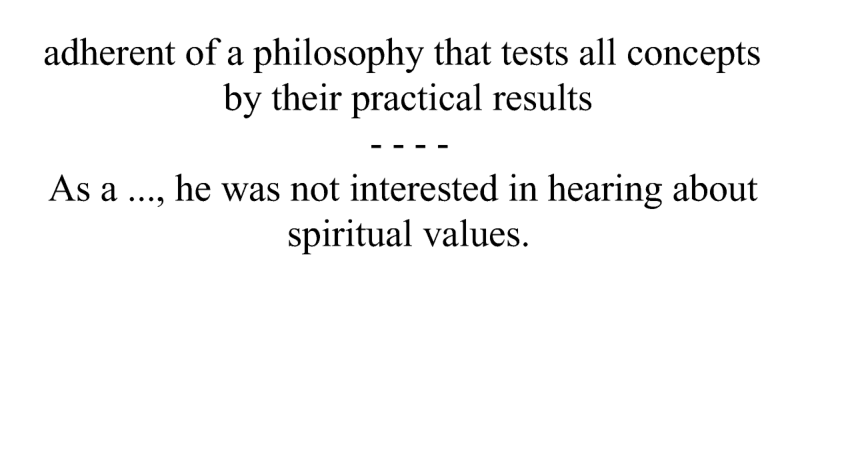 adherent of a philosophy that tests all concepts
by their practical results
- - - -
As a ..., he was not interested in hearing about
spiritual values.